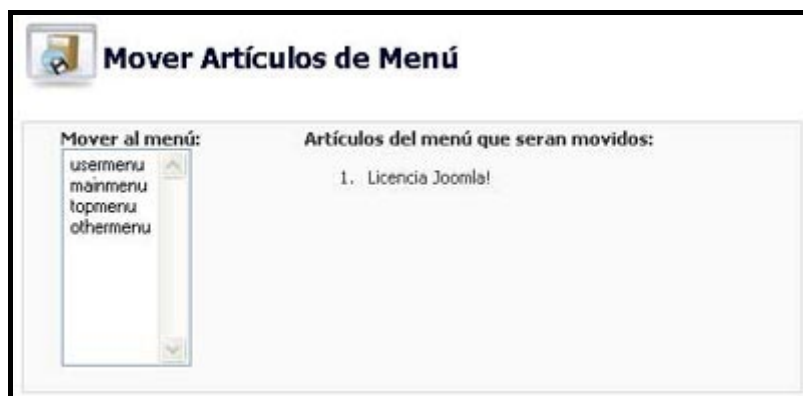 Mover Artículos de Menú
Mover al menú:
usermenu
mainmenu
topmenu
othermenu
Artículos del menú que seran movidos:
1. Licencia Joomla!